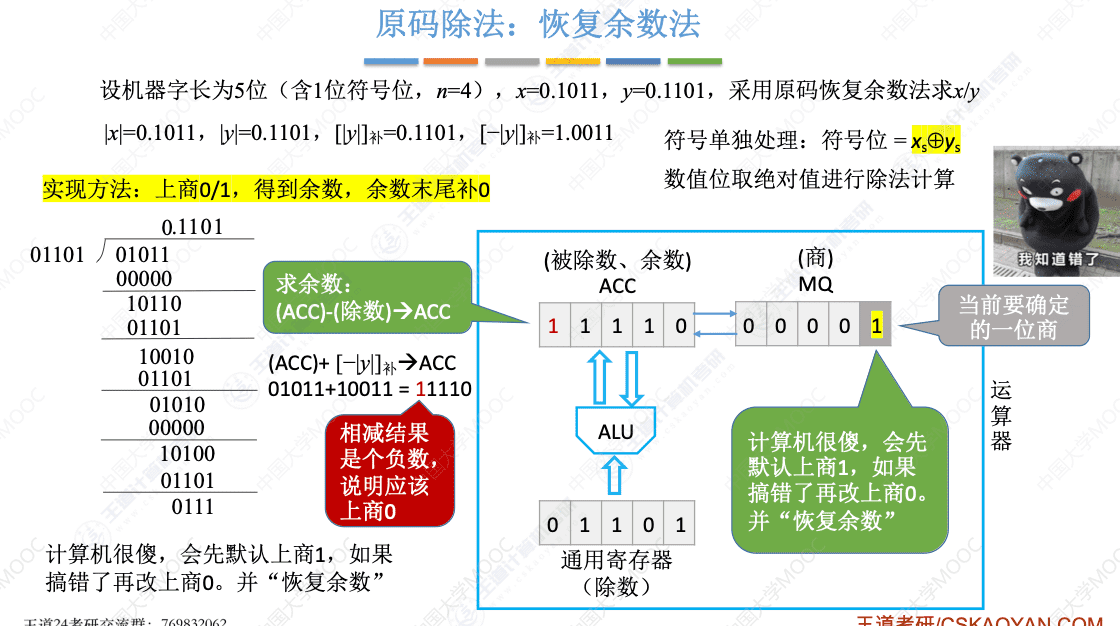 原码除法：恢复余数法
设机器字长为5位（含1位符号位，n=4），x=0.1011，y=0.1101，采用原码恢复余数法求x/y
|x|=0.1011，|y|=0.1101，[|y|]补=0.1101，[−|y|]补=1.0011
符号单独处理：符号位 = xs⊕ys
数值位取绝对值进行除法计算
实现方法：上商0/1，得到余数，余数末尾补0
我知道错了
0.1101
01101
01011
00000
10110
01101
10010
01101
01010
00000
10100
01101
0111
求余数：
(ACC)-(除数)→ACC
(ACC)+ [−|y|]补→ACC
01011+10011 = 11110
相减结果
是个负数，
说明应该
上商0
(被除数、余数)
ACC
1 1 1 1 0
(商)
MQ
0 0 0 0 1
当前要确定
的一位商
ALU
0 1 1 0 1
通用寄存器
（除数）
运
算
器
计算机很傻，会先
默认上商1，如果
搞错了再改上商0。
并“恢复余数”
计算机很傻，会先默认上商1，如果
搞错了再改上商0。并“恢复余数”
王道24考研交流群：769832062
王道考研/CSKAOYAN.COM